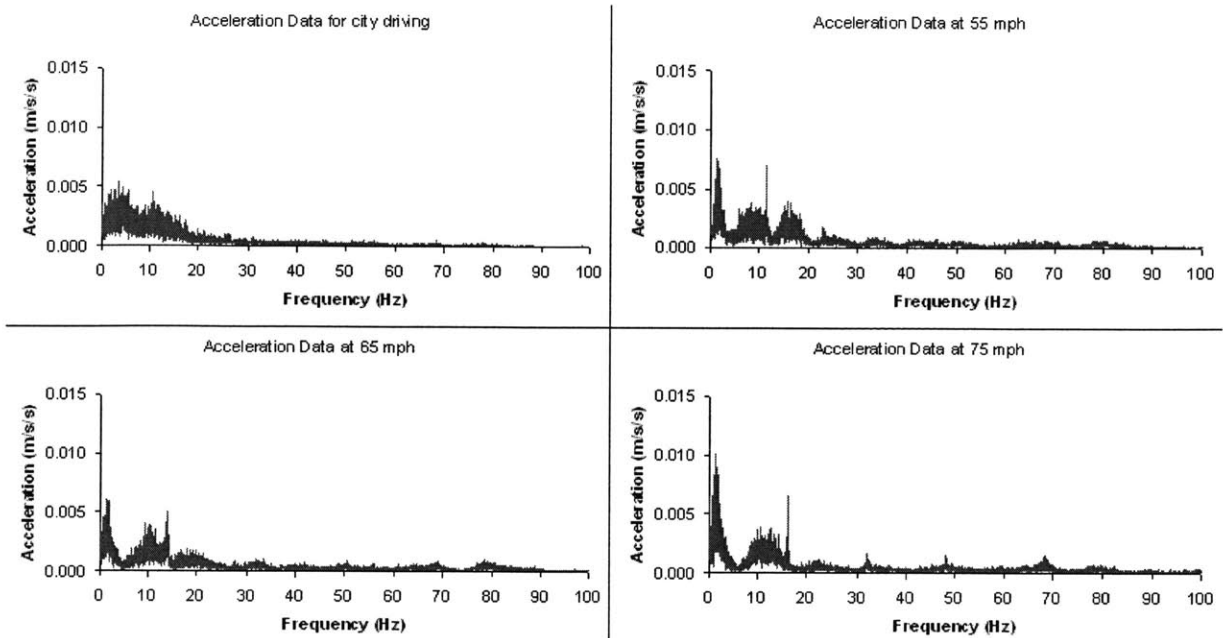 Acceleration Data for city driving
Acceleration (m/s/s)
0.015
0.010
0.005
0.000
0 10 20 30 40 50 60 70 80 90 100
Frequency (Hz)
Acceleration Data at 55 mph
Acceleration (m/s/s)
0.015
0.010
0.005
0.000
0 10 20 30 40 50 60 70 80 90 100
Frequency (Hz)
Acceleration Data at 65 mph
Acceleration (m/s/s)
0.015
0.010
0.005
0.000
0 10 20 30 40 50 60 70 80 90 100
Frequency (Hz)
Acceleration Data at 75 mph
Acceleration (m/s/s)
0.015
0.010
0.005
0.000
0 10 20 30 40 50 60 70 80 90 100
Frequency (Hz)